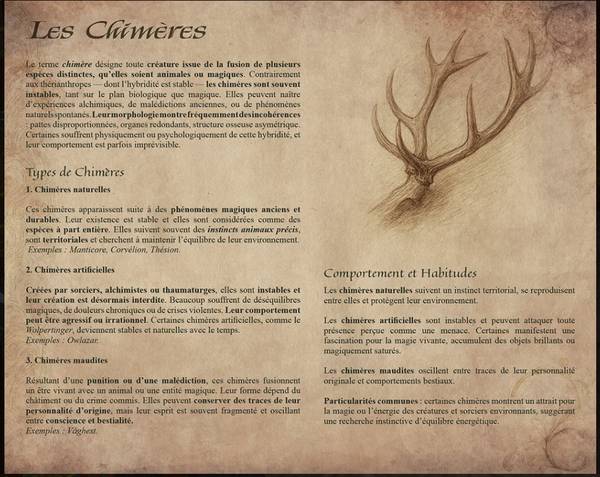 Les Chimères
Le terme chimère désigne toute créature issue de la fusion de plusieurs
espèces distinctes, qu'elles soient animales ou magiques. Contrairement
aux thérianthropes — dont l'hybridité est stable — les chimères sont souvent
instables, tant sur le plan biologique que magique. Elles peuvent naître
d'expériences alchimiques, de malédictions anciennes, ou de phénomènes
naturels spontanés. Leur morphologie montre fréquemment des incohérences
: pattes disproportionnées, organes redondants, structure osseuse asymétrique.
Certaines souffrent physiquement ou psychologiquement de cette hybridité, et
leur comportement est parfois imprévisible.
Types de Chimères
1. Chimères naturelles
Ces chimères apparaissent suite à des phénomènes magiques anciens et
durables. Leur existence est stable et elles sont considérées comme des
espèces à part entière. Elles suivent souvent des instincts animaux précis,
sont territoriales et cherchent à maintenir l'équilibre de leur environnement.
Exemples : Manticore, Corvélion, Thésion.
2. Chimères artificielles
Créées par sorciers, alchimistes ou thaumaturges, elles sont instables et
leur création est désormais interdite. Beaucoup souffrent de déséquilibres
magiques, de douleurs chroniques ou de crises violentes. Leur comportement
peut être agressif ou irrationnel. Certaines chimères artificielles, comme le
Wolpertinger, deviennent stables et naturelles avec le temps.
Exemples : Owlazar.
3. Chimères maudites
Résultant d'une punition ou d'une malédiction, ces chimères fusionnent
un être vivant avec un animal ou une entité magique. Leur forme dépend du
châtiment ou du crime commis. Elles peuvent conserver des traces de leur
personnalité d'origine, mais leur esprit est souvent fragmenté et oscillant
entre conscience et bestialité.
Exemples : Vàghest.
Comportement et Habitudes
Les chimères naturelles suivent un instinct territorial, se reproduisent
entre elles et protègent leur environnement.
Les chimères artificielles sont instables et peuvent attaquer toute
présence perçue comme une menace. Certaines manifestent une
fascination pour la magie vivante, accumulent des objets brillants ou
magiquement saturés.
Les chimères maudites oscillent entre traces de leur personnalité
originale et comportements bestiaux.
Particularités communes : certaines chimères montrent un attrait pour
la magie ou l'énergie des créatures et sorciers environnants, suggérant
une recherche instinctive d'équilibre énergétique.